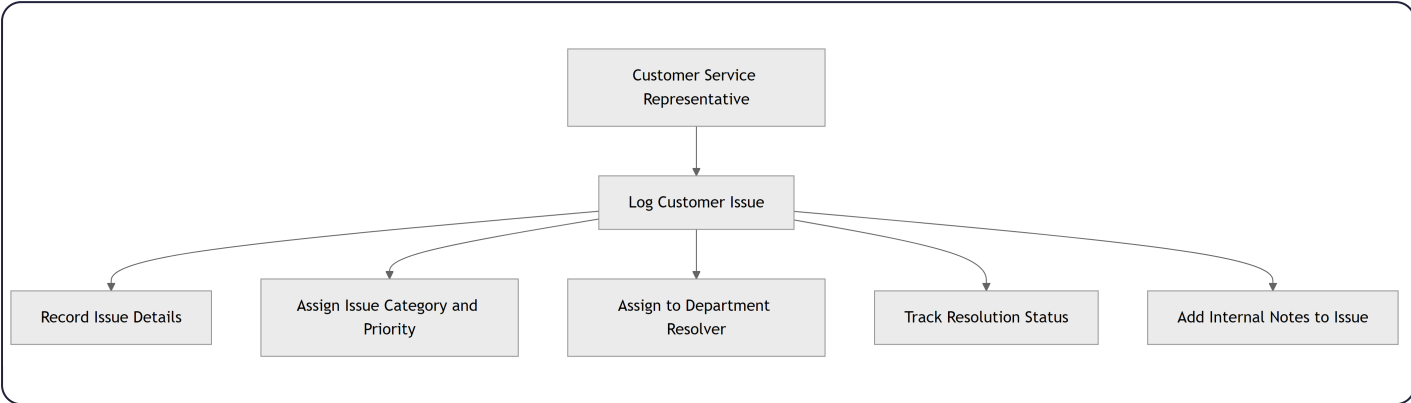 Customer Service
Representative
Log Customer Issue
Record Issue Details
Assign Issue Category and
Priority
Assign to Department
Resolver
Track Resolution Status
Add Internal Notes to Issue